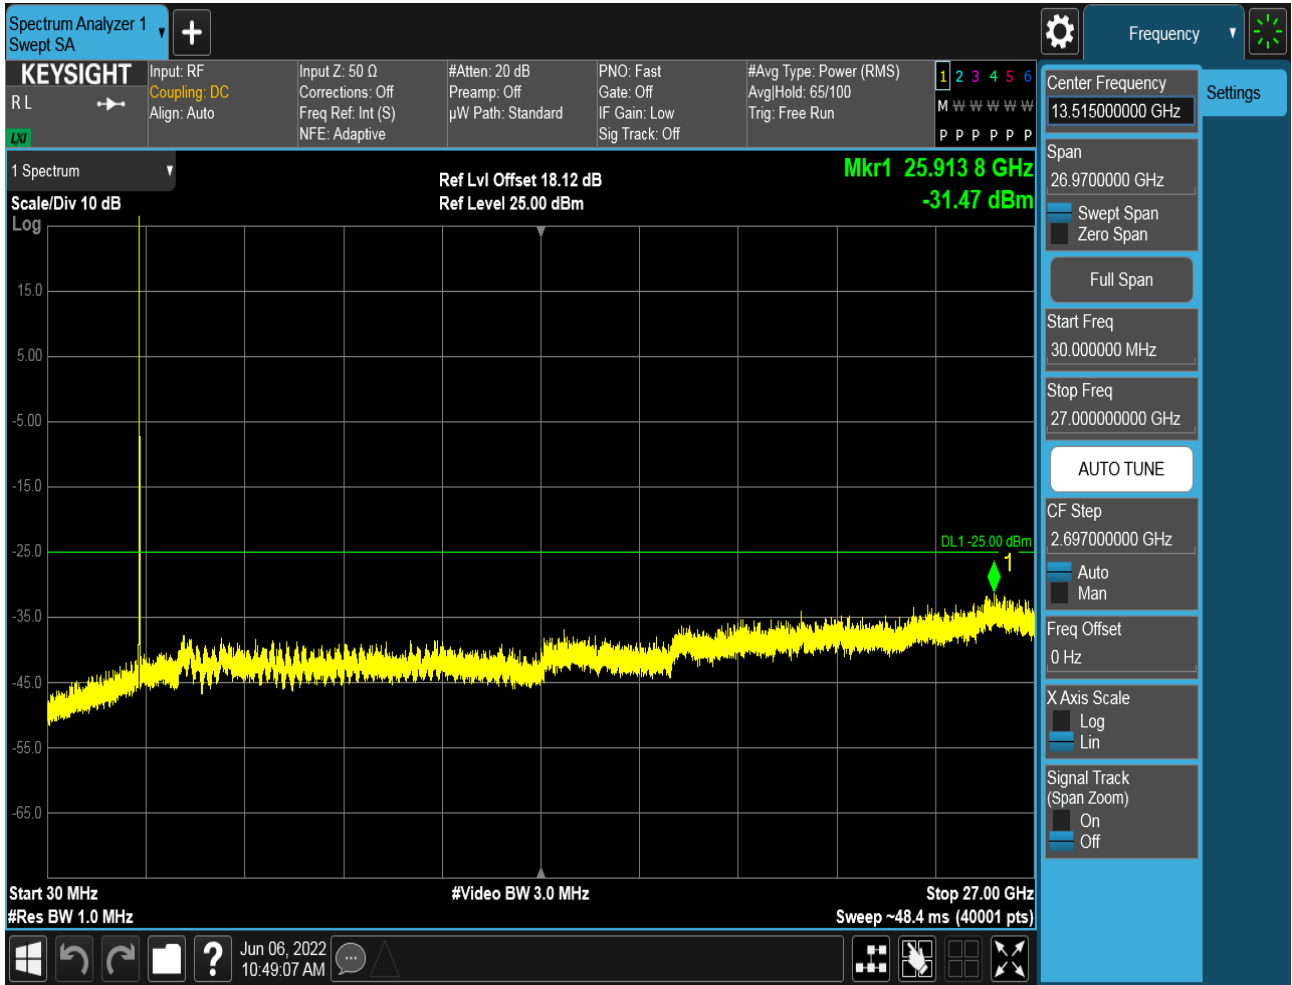 Spectrum Analyzer 1
Swept SA
Frequency
KEYSIGHT
R L
LXI
Input: RF
Coupling: DC
Align: Auto
Input Z: 50 Ω
Corrections: Off
Freq Ref: Int (S)
NFE: Adaptive
#Atten: 20 dB
Preamp: Off
µW Path: Standard
PNO: Fast
Gate: Off
IF Gain: Low
Sig Track: Off
#Avg Type: Power (RMS)
Avg|Hold: 65/100
Trig: Free Run
1 2 3 4 5 6
M W W W W W
P P P P P P
1 Spectrum
Scale/Div 10 dB
Log
Ref Lvl Offset 18.12 dB
Ref Level 25.00 dBm
Mkr1 25.913 8 GHz
-31.47 dBm
15.0
5.00
-5.00
-15.0
-25.0
-35.0
-45.0
-55.0
-65.0
DL1 -25.00 dBm
1
Start 30 MHz
#Res BW 1.0 MHz
#Video BW 3.0 MHz
Stop 27.00 GHz
Sweep ~48.4 ms (40001 pts)
Center Frequency
13.515000000 GHz
Settings
Span
26.9700000 GHz
Swept Span
Zero Span
Full Span
Start Freq
30.000000 MHz
Stop Freq
27.000000000 GHz
AUTO TUNE
CF Step
2.697000000 GHz
Auto
Man
Freq Offset
0 Hz
X Axis Scale
Log
Lin
Signal Track
(Span Zoom)
On
Off
?
Jun 06, 2022
10:49:07 AM